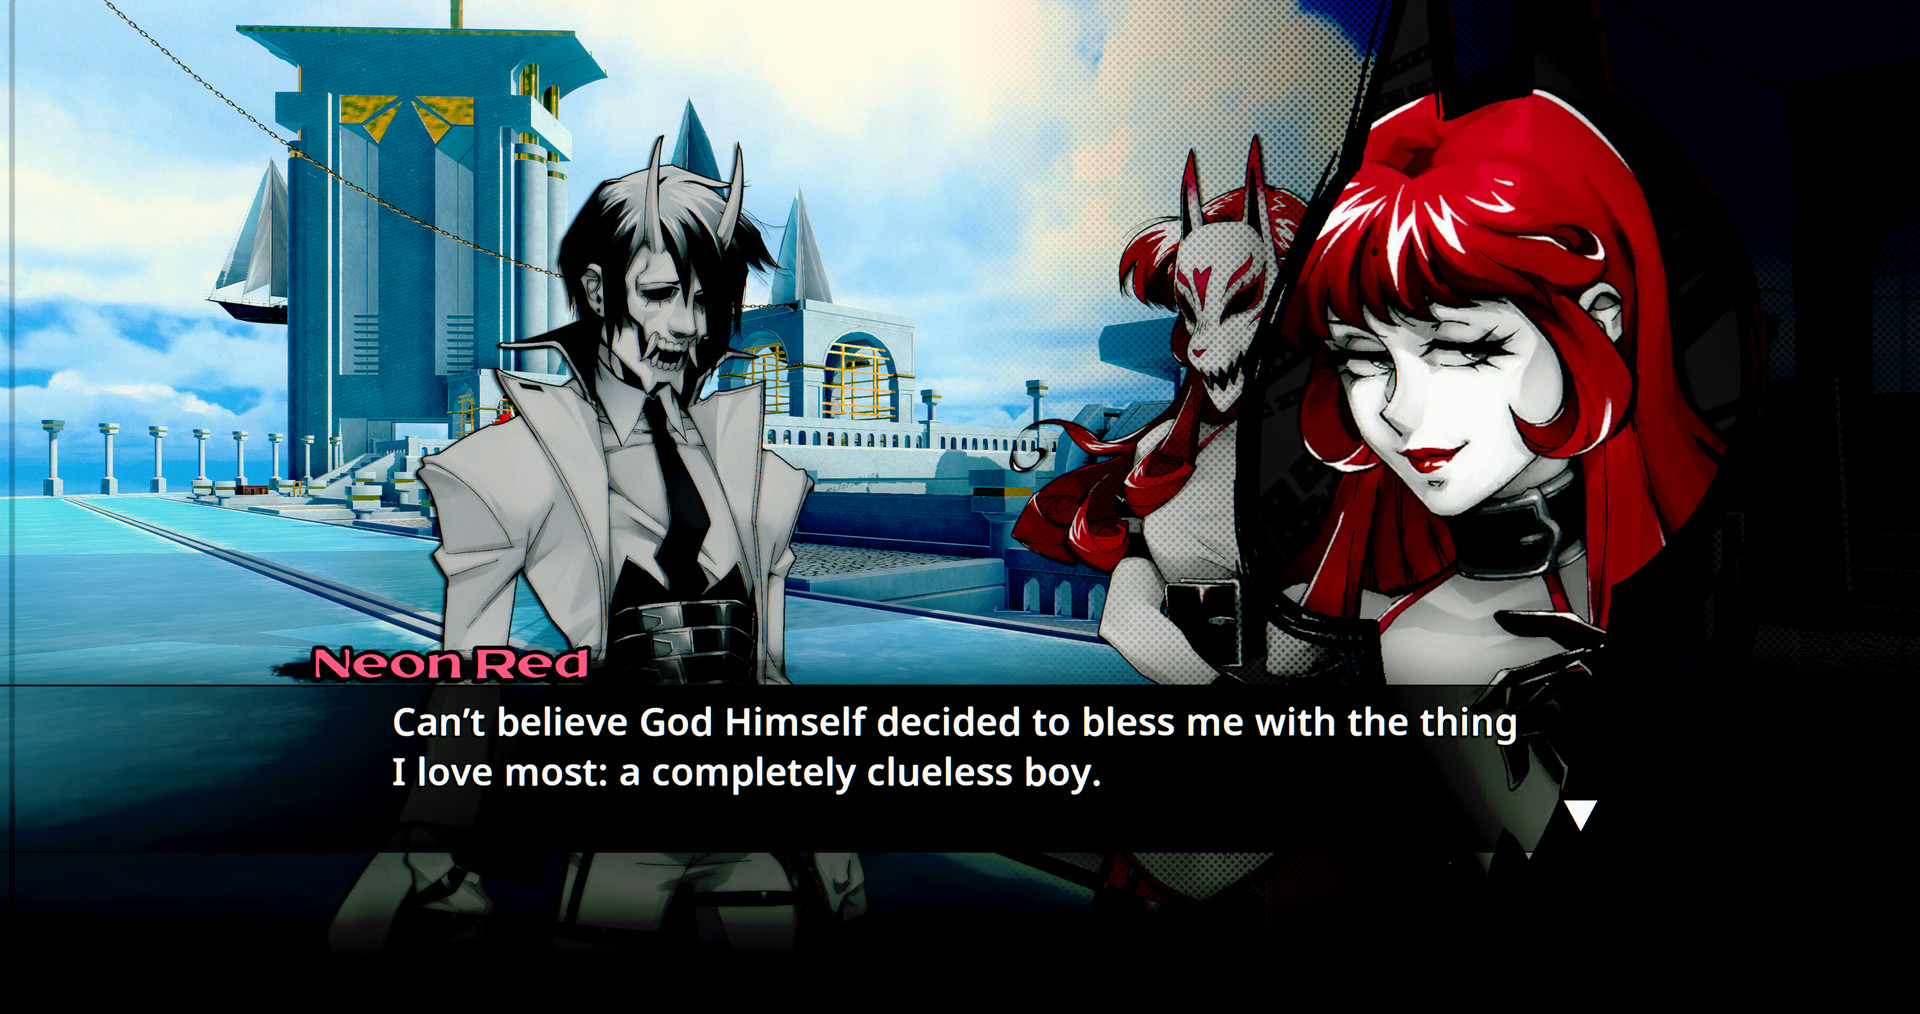 Neon Red
Can’t believe God Himself decided to bless me with the thing
I love most: a completely clueless boy.